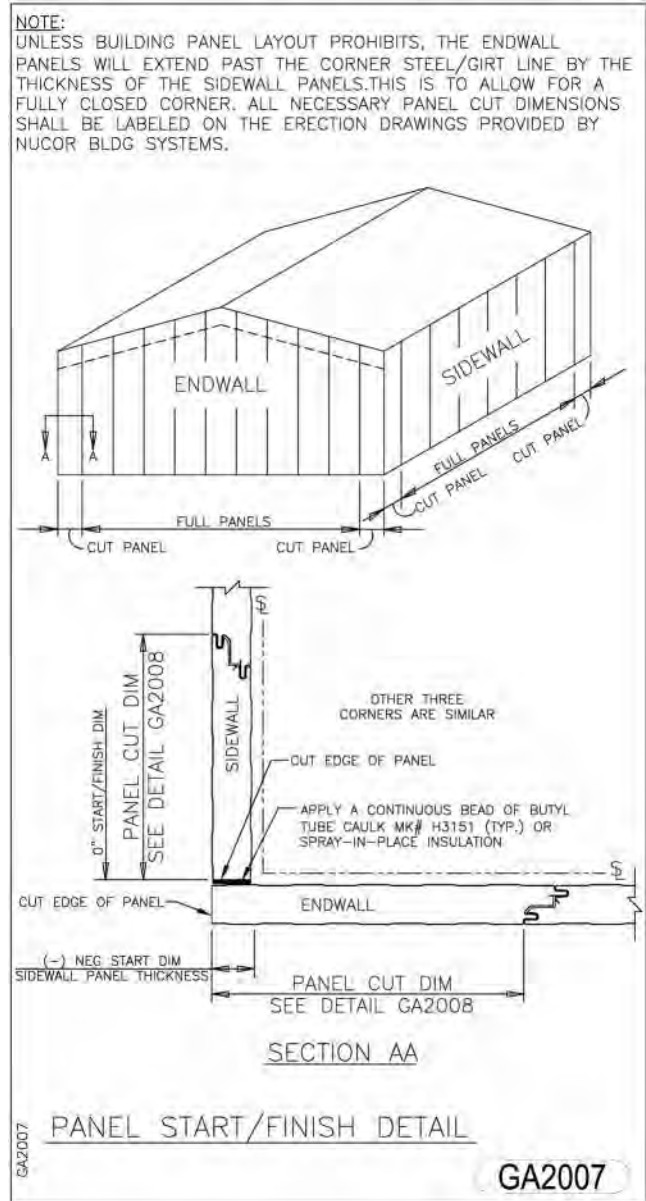 NOTE:
UNLESS BUILDING PANEL LAYOUT PROHIBITS, THE ENDWALL
PANELS WILL EXTEND PAST THE CORNER STEEL/GIRT LINE BY THE
THICKNESS OF THE SIDEWALL PANELS.THIS IS TO ALLOW FOR A
FULLY CLOSED CORNER. ALL NECESSARY PANEL CUT DIMENSIONS
SHALL BE LABELED ON THE ERECTION DRAWINGS PROVIDED BY
NUCOR BLDG SYSTEMS.
ENDWALL
SIDEWALL
A
A
FULL PANELS
CUT PANEL
CUT PANEL
FULL PANELS
CUT PANEL
CUT PANEL
SL
0" START/FINISH DIM
PANEL CUT DIM
SEE DETAIL GA2008
SIDEWALL
OTHER THREE
CORNERS ARE SIMILAR
CUT EDGE OF PANEL
APPLY A CONTINUOUS BEAD OF BUTYL
TUBE CAULK MK# H3151 (TYP.) OR
SPRAY-IN-PLACE INSULATION
SL
CUT EDGE OF PANEL
ENDWALL
(-) NEG START DIM
SIDEWALL PANEL THICKNESS
PANEL CUT DIM
SEE DETAIL GA2008
SECTION AA
PANEL START/FINISH DETAIL
GA2007
GA2007